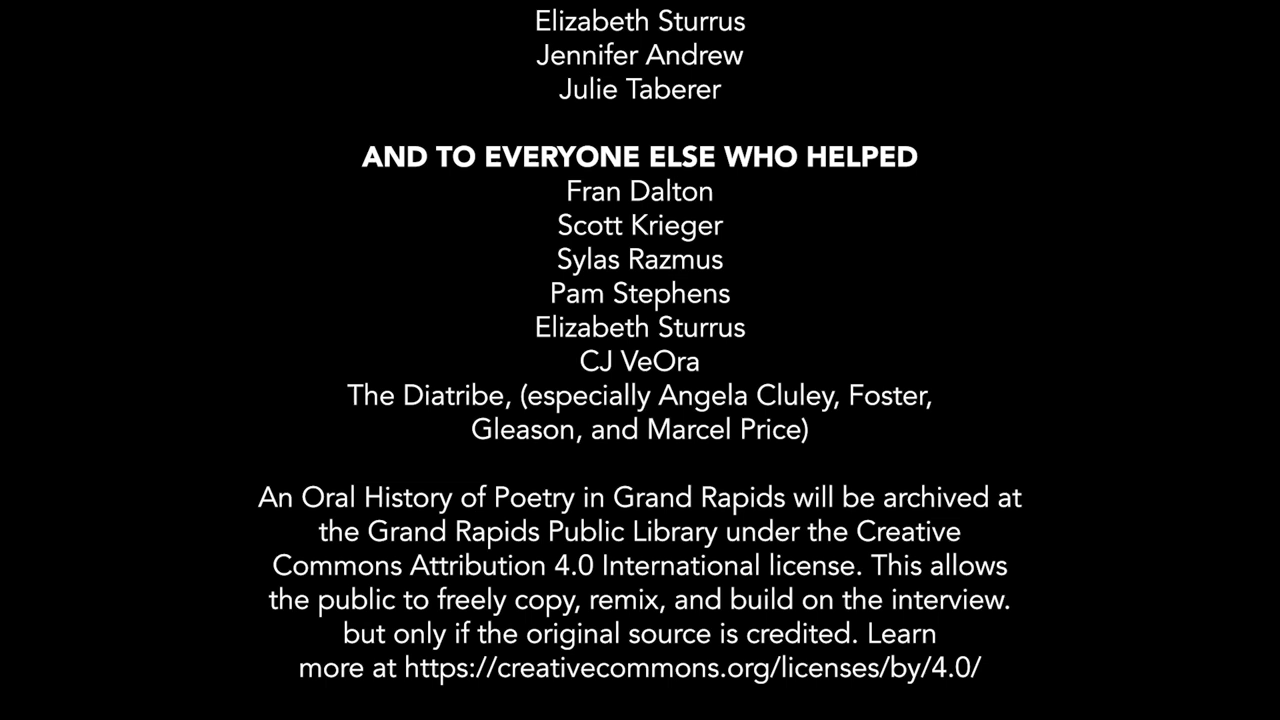 Elizabeth Sturrus
Jennifer Andrew
Julie Taberer
AND TO EVERYONE ELSE WHO HELPED
Fran Dalton
Scott Krieger
Sylas Razmus
Pam Stephens
Elizabeth Sturrus
CJ VeOra
The Diatribe, (especially Angela Cluley, Foster,
Gleason, and Marcel Price)
An Oral History of Poetry in Grand Rapids will be archived at
the Grand Rapids Public Library under the Creative
Commons Attribution 4.0 International license. This allows
the public to freely copy, remix, and build on the interview.
but only if the original source is credited. Learn
more at https://creativecommons.org/licenses/by/4.0/